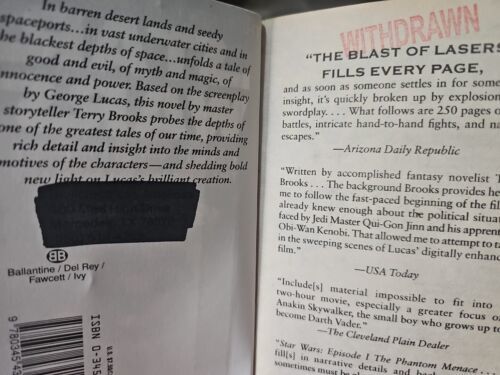 In barren desert lands and seedy
spaceports...in vast underwater cities and in
the blackest depths of space...unfolds a tale of
good and evil, of myth and magic, of
innocence and power. Based on the screenplay
by George Lucas, this novel by master
storyteller Terry Brooks probes the depths of
one of the greatest tales of our time, providing
rich detail and insight into the minds and
motives of the characters—and shedding bold
new light on Lucas's brilliant creation.
BB
Ballantine / Del Rey /
Fawcett / Ivy
ISBN 0-345
9780345
WITHDRAWN
"THE BLAST OF LASERS
FILLS EVERY PAGE,
and as soon as someone settles in for some
insight, it's quickly broken up by explosion
swordplay.... What follows are 250 pages o
battles, intricate hand-to-hand fights, and n
escapes."
—Arizona Daily Republic
"Written by accomplished fantasy novelist T
Brooks . . . The background Brooks provides he
me to follow the fast-paced beginning of the fil
already knew enough about the political situa
faced by Jedi Master Qui-Gon Jinn and his appren
Obi-Wan Kenobi. That allowed me to attempt to ta
in the sweeping scenes of Lucas' digitally enhanc
film."
—USA Today
"Include[s] material impossible to fit into
two-hour movie, especially a greater focus o
Anakin Skywalker, the small boy who grows up t
become Darth Vader."
—The Cleveland Plain Dealer
"Star Wars: Episode I The Phantom Menace . . .
fill[s] in narrative details and back
sometimes must be